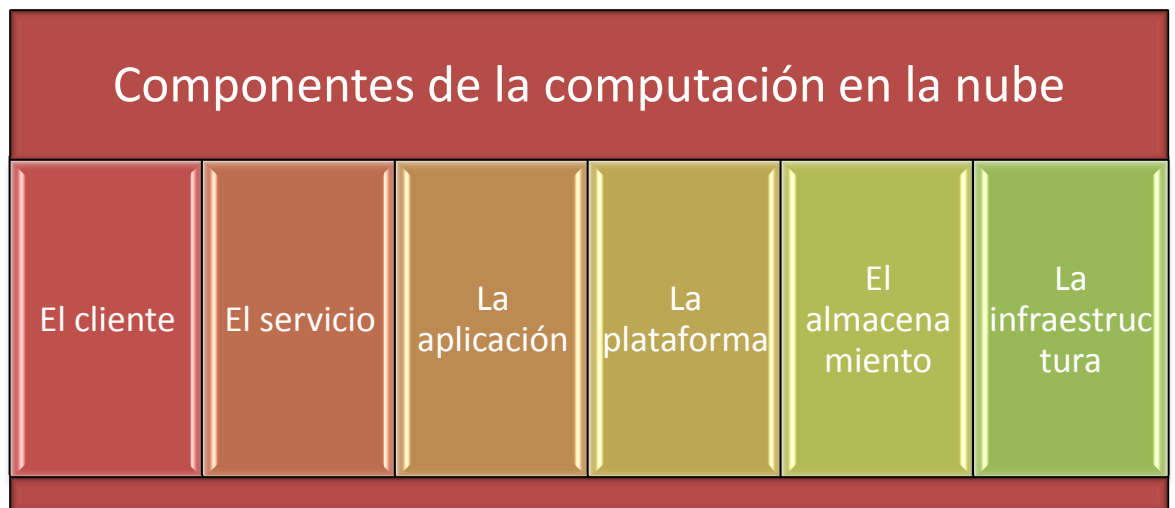 Componentes de la computación en la nube
El cliente
El servicio
La
aplicación
La
plataforma
El
almacena
miento
La
infraestruc
tura